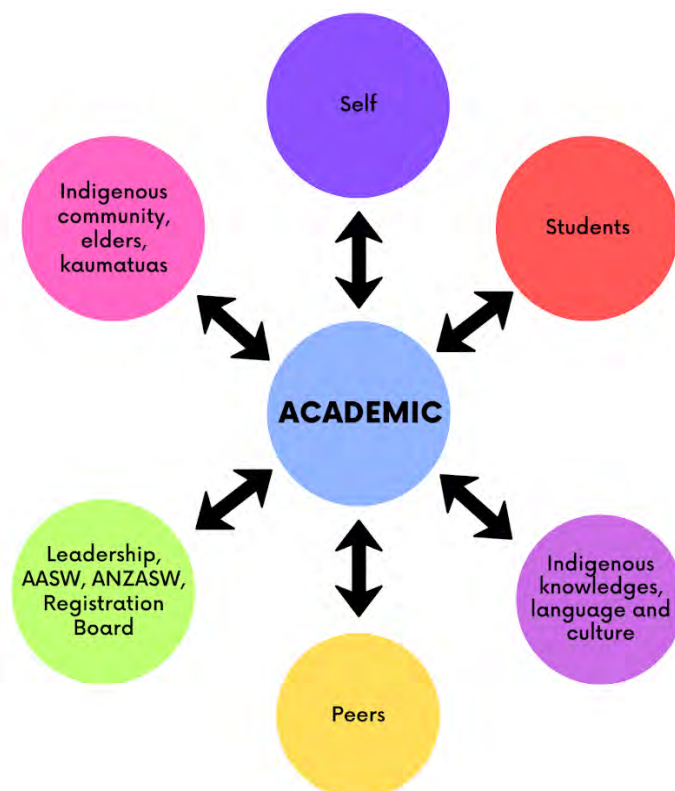 Self
Indigenous
community,
elders,
kaumatuas
Students
ACADEMIC
Leadership,
AASW, ANZASW,
Registration
Board
Indigenous
knowledges,
language and
culture
Peers